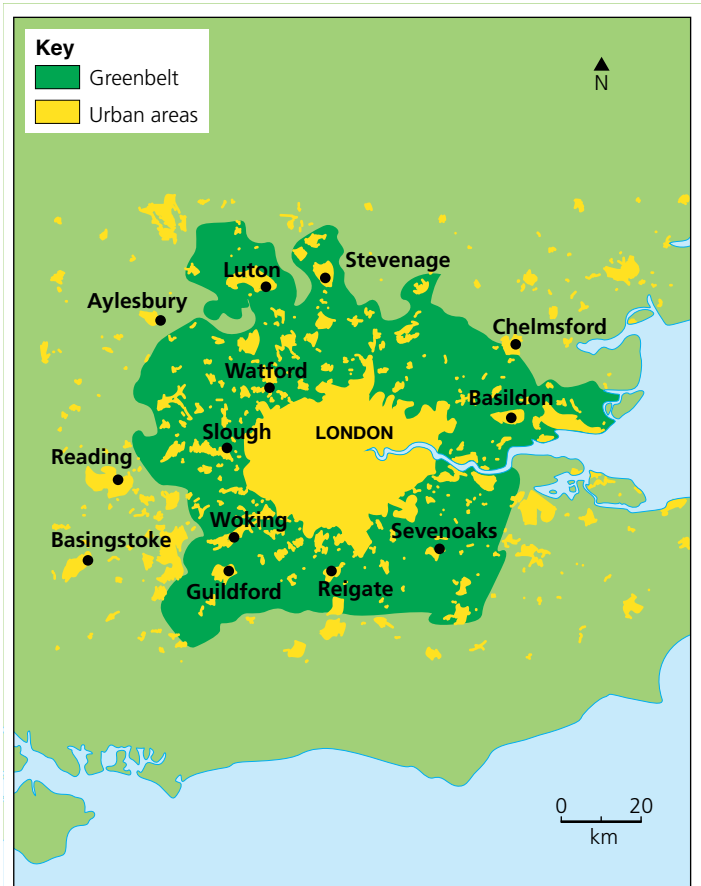 Key
Greenbelt
Urban areas
N
Luton
Stevenage
Aylesbury
Chelmsford
Watford
Basildon
Slough
LONDON
Reading
Woking
Sevenoaks
Basingstoke
Guildford
Reigate
0 20
km